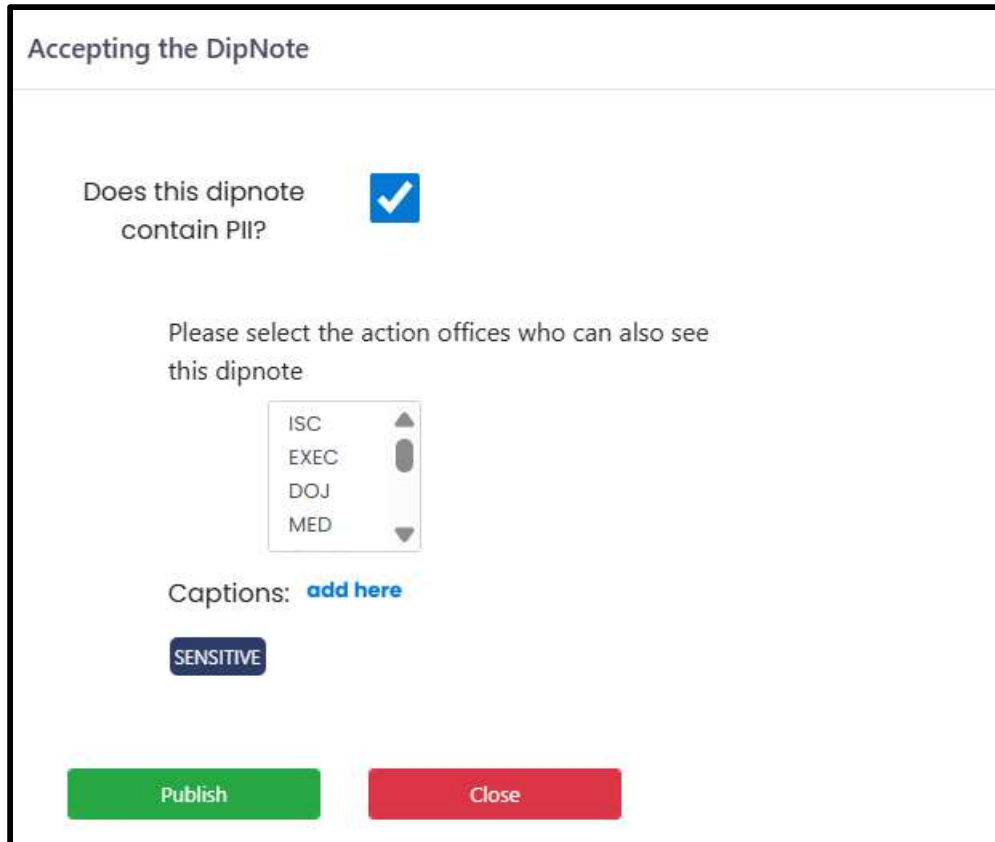 Accepting the DipNote
Does this dipnote
contain PII?
Please select the action offices who can also see
this dipnote
ISC
EXEC
DOJ
MED
Captions: add here
SENSITIVE
Publish Close